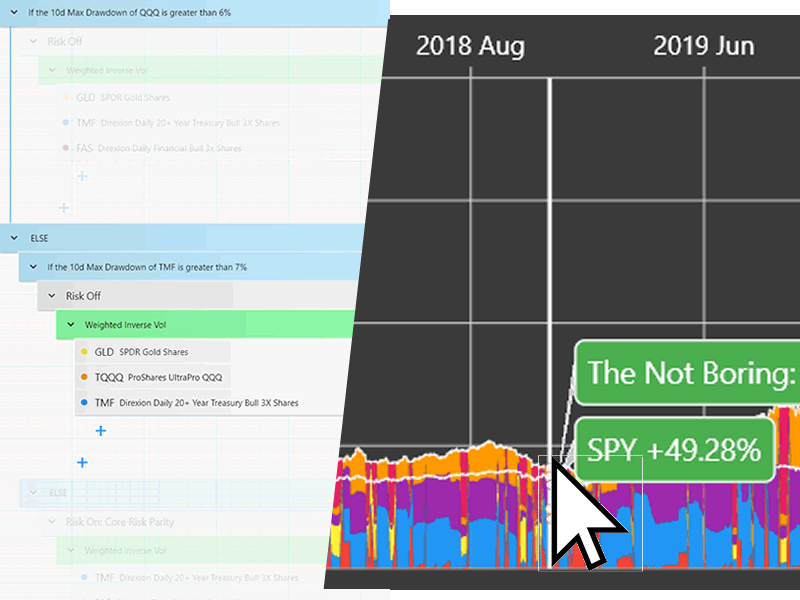 If the 10d Max Drawdown of QQQ is greater than 6%
Risk Off
Weighted Inverse Vol
GLD SPDR Gold Shares
TMF Direxion Daily 20+ Year Treasury Bull 3X Shares
FAS Direxion Daily Financial Bull 3x Shares
ELSE
If the 10d Max Drawdown of TMF is greater than 7%
Risk Off
Weighted Inverse Vol
GLD SPDR Gold Shares
TQQQ ProShares UltraPro QQQ
TMF Direxion Daily 20+ Year Treasury Bull 3X Shares
ELSE
Risk On: Core Risk Parity
Weighted Inverse Vol
TMF Direxion Daily 20+ Year Treasury Bull 3X Shares
2018 Aug
2019 Jun
The Not Boring:
SPY +49.28%